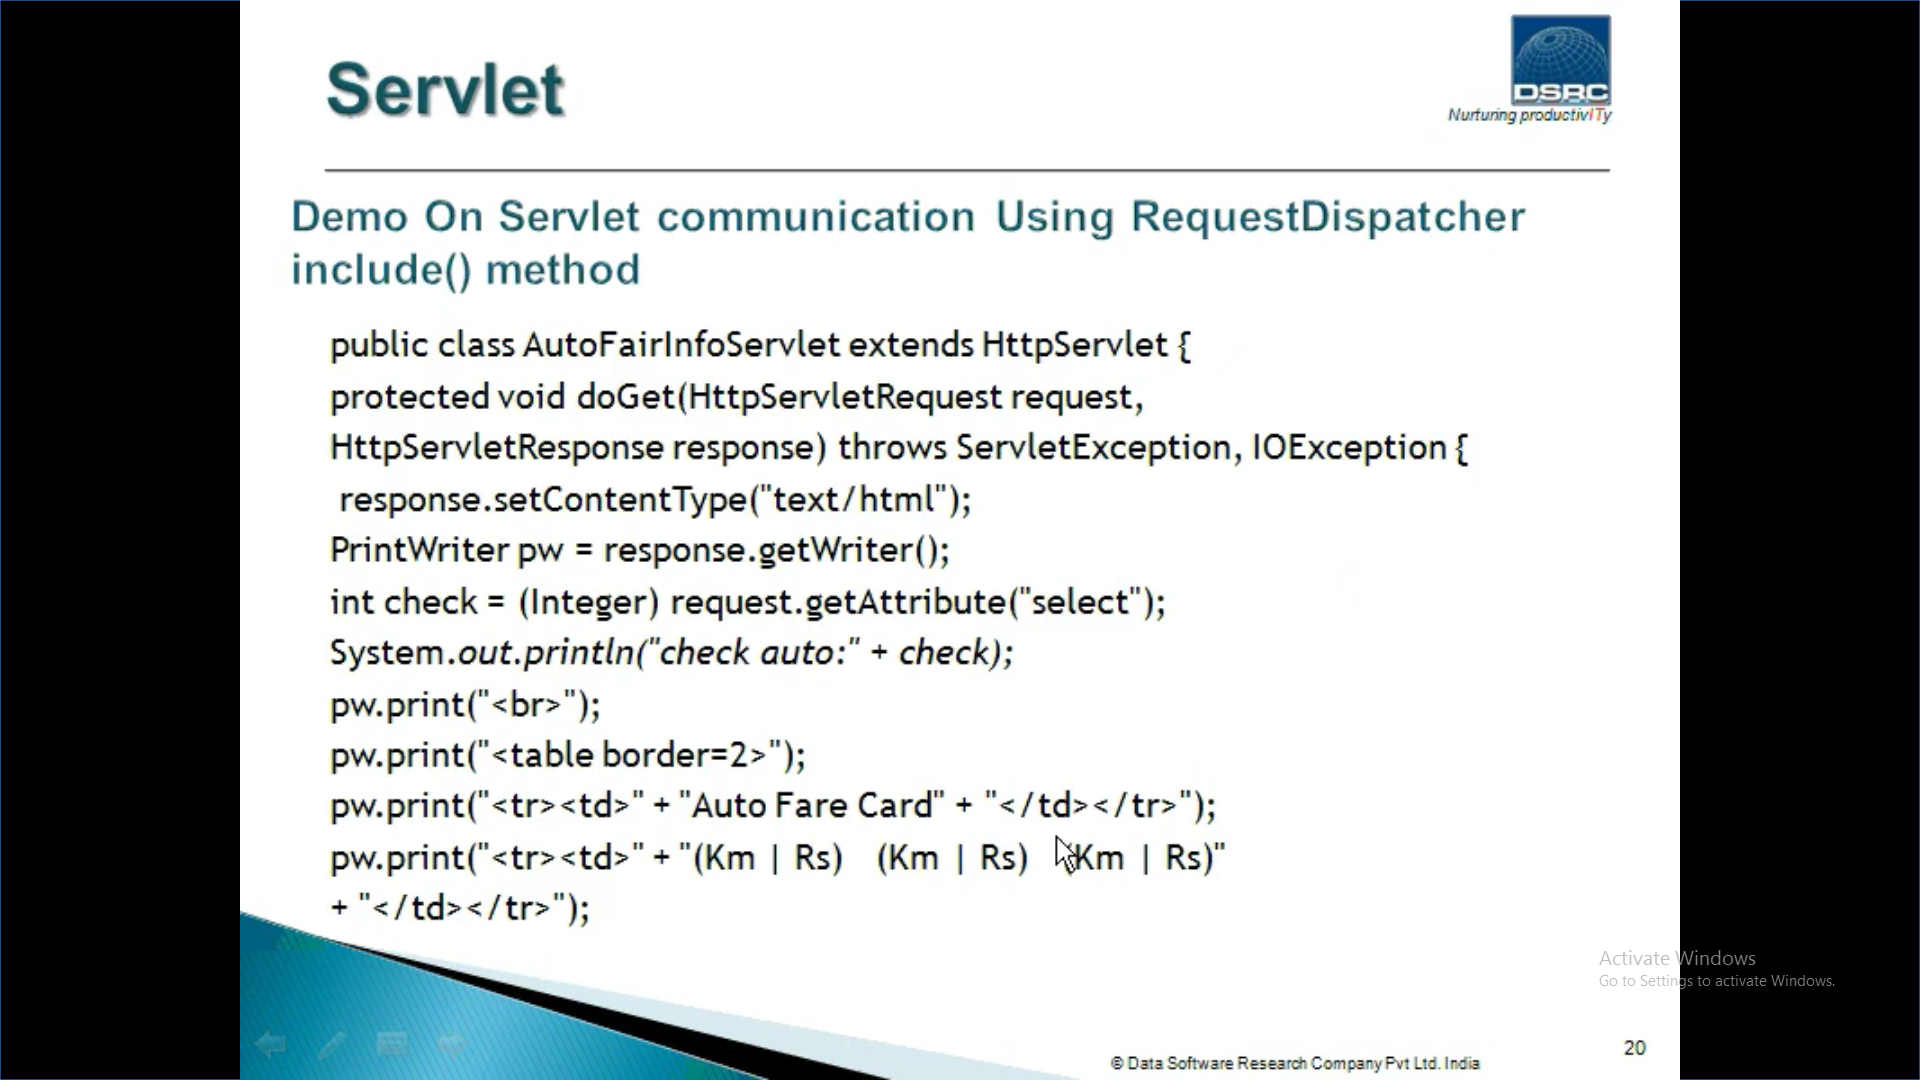 Servlet
DSRC
Nurturing productivITy
Demo On Servlet communication Using RequestDispatcher
include() method
public class AutoFairInfoServlet extends HttpServlet {
protected void doGet(HttpServletRequest request,
HttpServletResponse response) throws ServletException, IOException {
response.setContentType("text/html");
PrintWriter pw = response.getWriter();
int check = (Integer) request.getAttribute("select");
System.out.println("check auto:" + check);
pw.print("<br>");
pw.print("<table border=2>");
pw.print("<tr><td>" + "Auto Fare Card" + "</td></tr>");
pw.print("<tr><td>" + "(Km | Rs) (Km | Rs) (Km | Rs)"
+ "</td></tr>");
Activate Windows
Go to Settings to activate Windows.
20
© Data Software Research Company Pvt Ltd. India